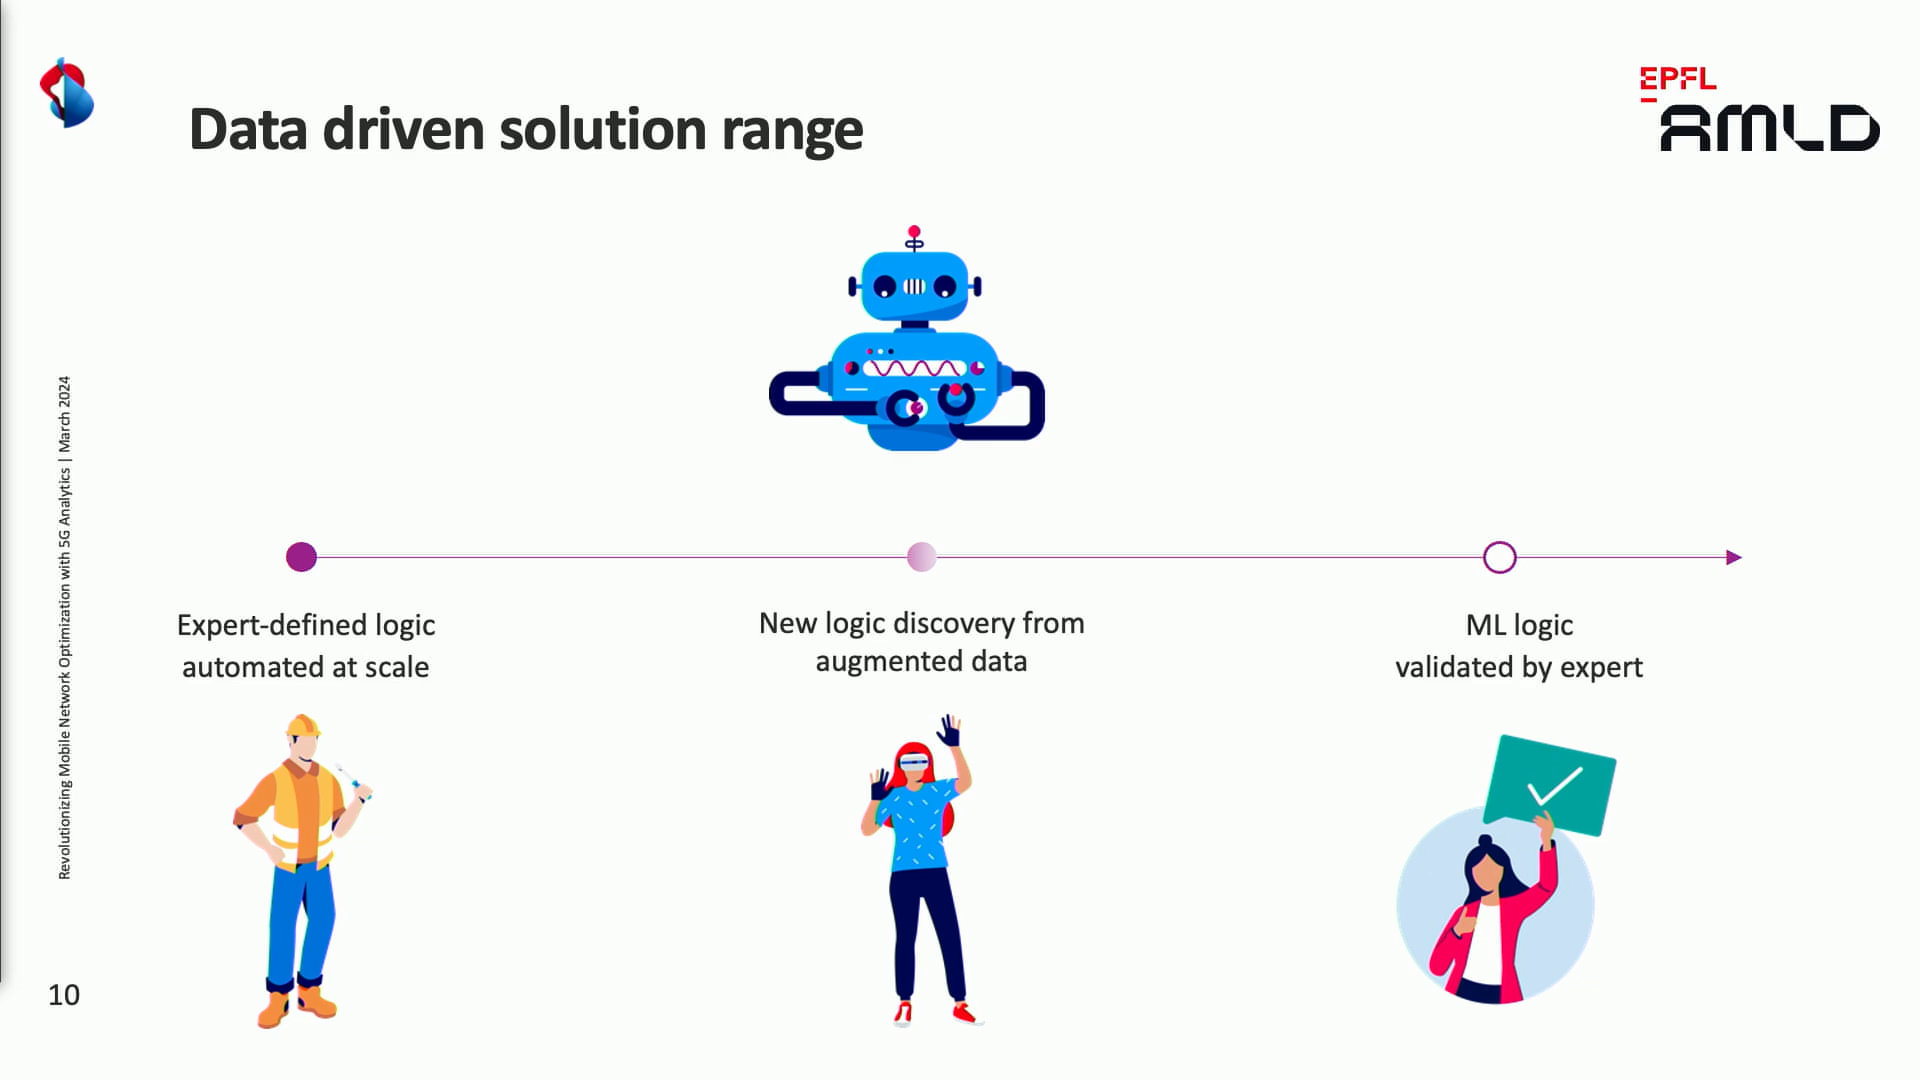 EPFL
AMLD
Data driven solution range
Expert-defined logic
automated at scale
New logic discovery from
augmented data
ML logic
validated by expert
Revolutionizing Mobile Network Optimization with 5G Analytics | March 2024
10